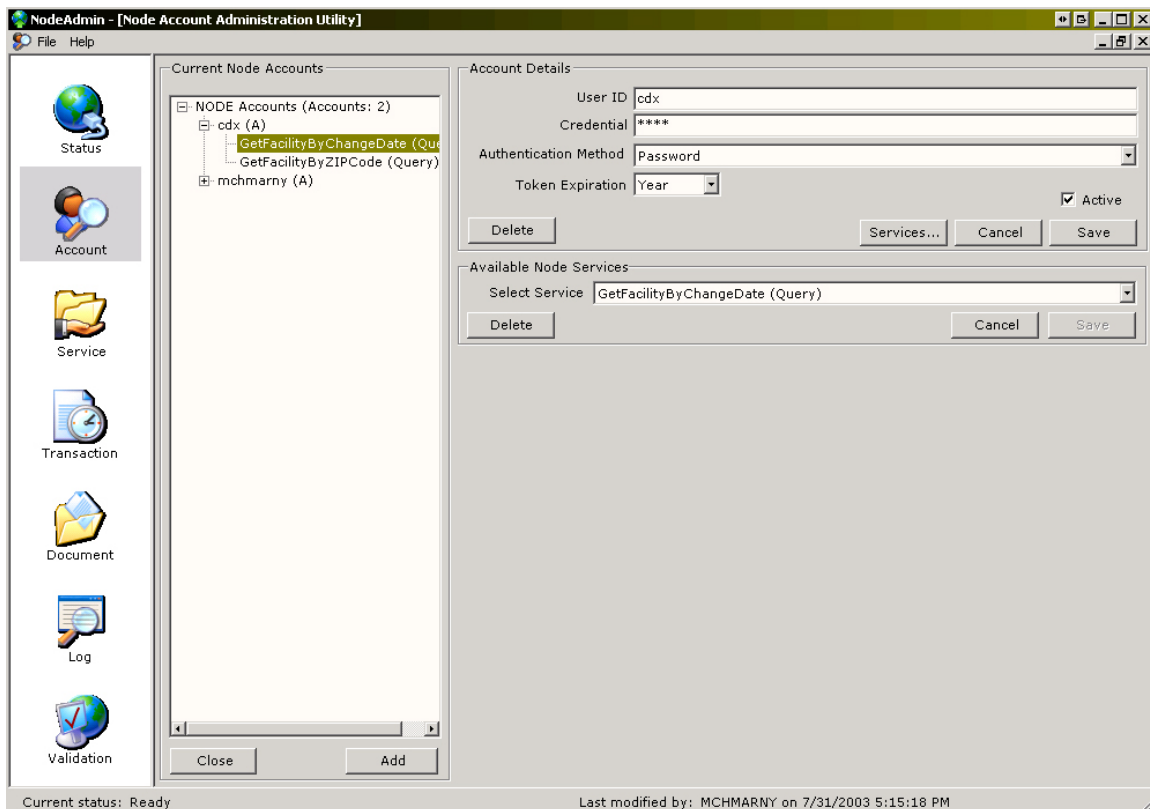 NodeAdmin - [Node Account Administration Utility]
File Help
Status
Account
Service
Transaction
Document
Log
Validation
Current Node Accounts
NODE Accounts (Accounts: 2)
cdx (A)
GetFacilityByChangeDate (Que
GetFacilityByZIPCode (Query)
mchmarny (A)
Close Add
Account Details
User ID cdx
Credential ****
Authentication Method Password
Token Expiration Year
Active
Delete Services... Cancel Save
Available Node Services
Select Service GetFacilityByChangeDate (Query)
Delete Cancel Save
Current status: Ready Last modified by: MCHMARNY on 7/31/2003 5:15:18 PM